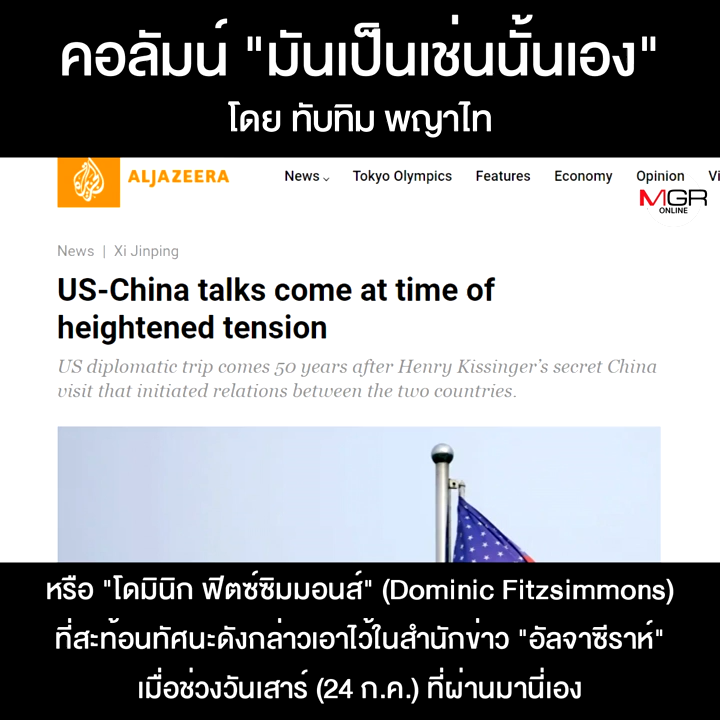 คอลัมน์ "มันเป็นเช่นนั้นเอง"
โดย ทับทิม พญาไท
ALJAZEERA News Tokyo Olympics Features Economy Opinion Vi
MGR
ONLINE
News | Xi Jinping
US-China talks come at time of
heightened tension
US diplomatic trip comes 50 years after Henry Kissinger's secret China
visit that initiated relations between the two countries.
หรือ "โดมินิก ฟิตซ์ซิมมอนส์" (Dominic Fitzsimmons)
ที่สะท้อนทัศนะดังกล่าวเอาไว้ในสำนักข่าว "อัลจาซีราห์"
เมื่อช่วงวันเสาร์ (24 ก.ค.) ที่ผ่านมานี่เอง